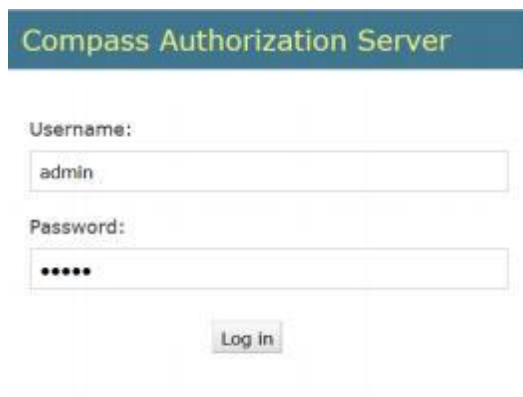 Compass Authorization Server
Username:
admin
Password:
•••••
Log in